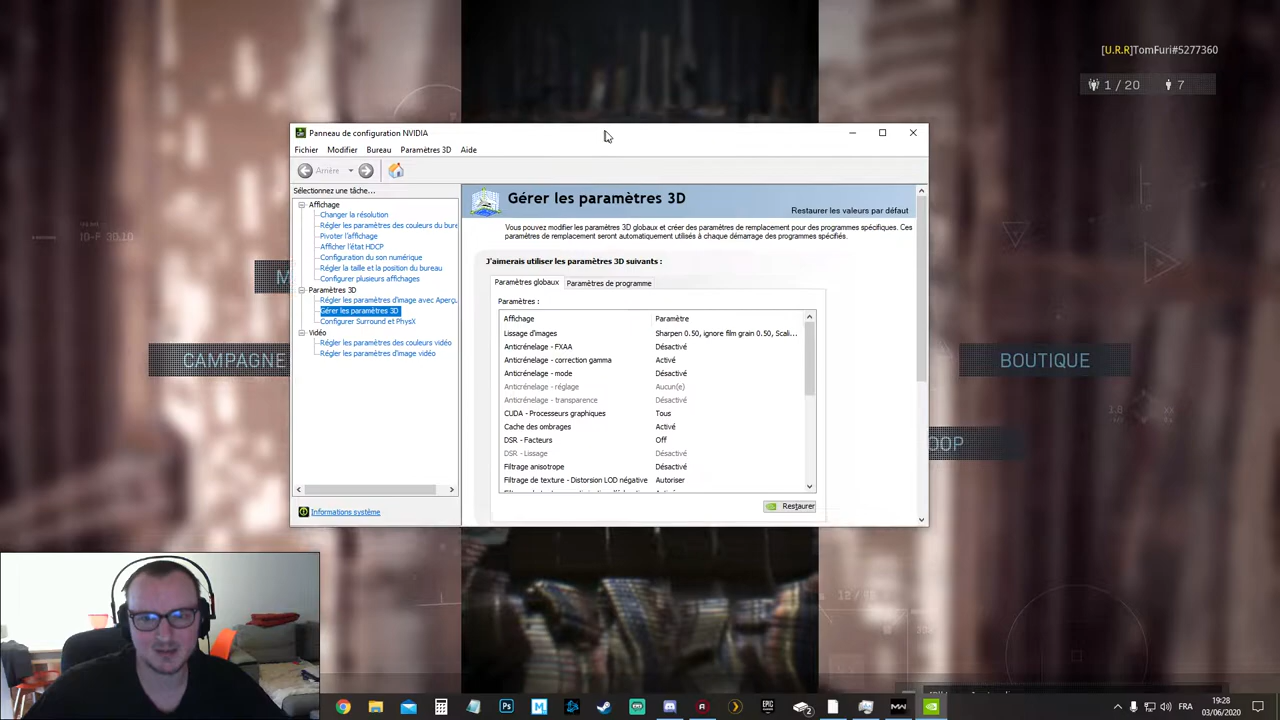 [U.R.R]TomFuri#5277360
1 / 20 7
Panneau de configuration NVIDIA
Fichier Modifier Bureau Paramètres 3D Aide
Arrière
Sélectionnez une tâche...
Affichage
Changer la résolution
Régler les paramètres des couleurs du bure
Pivoter l'affichage
Afficher l'état HDCP
Configuration du son numérique
Régler la taille et la position du bureau
Configurer plusieurs affichages
Paramètres 3D
Régler les paramètres d'image avec Aperçu
Gérer les paramètres 3D
Configurer Surround et PhysX
Vidéo
Régler les paramètres des couleurs vidéo
Régler les paramètres d'image vidéo
Informations système
Gérer les paramètres 3D
Restaurer les valeurs par défaut
Vous pouvez modifier les paramètres 3D globaux et créer des paramètres de remplacement pour des programmes spécifiques. Ces
paramètres de remplacement seront automatiquement utilisés à chaque démarrage des programmes spécifiés.
J'aimerais utiliser les paramètres 3D suivants :
Paramètres globaux Paramètres de programme
Paramètres :
Affichage Paramètre
Lissage d'images Sharpen 0.50, ignore film grain 0.50, Scali...
Anticrénelage - FXAA Désactivé
Anticrénelage - correction gamma Activé
Anticrénelage - mode Désactivé
Anticrénelage - réglage Aucun(e)
Anticrénelage - transparence Désactivé
CUDA - Processeurs graphiques Tous
Cache des ombrages Activé
DSR - Facteurs Off
DSR - Lissage Désactivé
Filtrage anisotrope Désactivé
Filtrage de texture - Distorsion LOD négative Autoriser
Restaurer
M
CAMPAGNE
BOUTIQUE
OOP
FR
19:28
03/06/2020